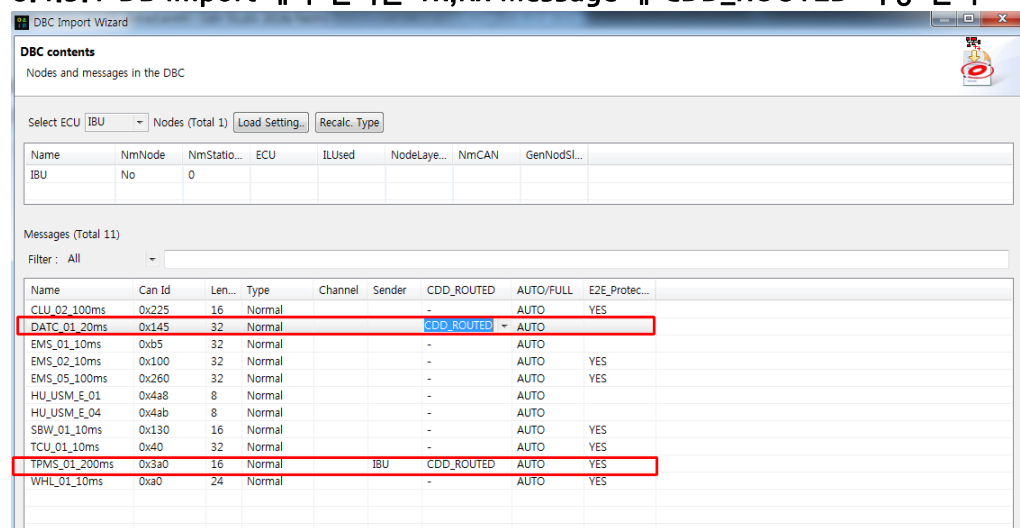 DBC Import Wizard
DBC contents
Nodes and messages in the DBC
Select ECU IBU Nodes (Total 1) Load Setting.. Recalc. Type
Name NmNode NmStatio... ECU ILUsed NodeLaye... NmCAN GenNodSl...
IBU No 0
Messages (Total 11)
Filter : All
Name Can Id Len... Type Channel Sender CDD_ROUTED AUTO/FULL E2E_Protec...
CLU_02_100ms 0x225 16 Normal - AUTO YES
DATC_01_20ms 0x145 32 Normal CDD_ROUTED AUTO
EMS_01_10ms 0xb5 32 Normal - AUTO
EMS_02_10ms 0x100 32 Normal - AUTO YES
EMS_05_100ms 0x260 32 Normal - AUTO YES
HU_USM_E_01 0x4a8 8 Normal - AUTO
HU_USM_E_04 0x4ab 8 Normal - AUTO
SBW_01_10ms 0x130 16 Normal - AUTO YES
TCU_01_10ms 0x40 32 Normal - AUTO YES
TPMS_01_200ms 0x3a0 16 Normal IBU CDD_ROUTED AUTO YES
WHL_01_10ms 0xa0 24 Normal - AUTO YES